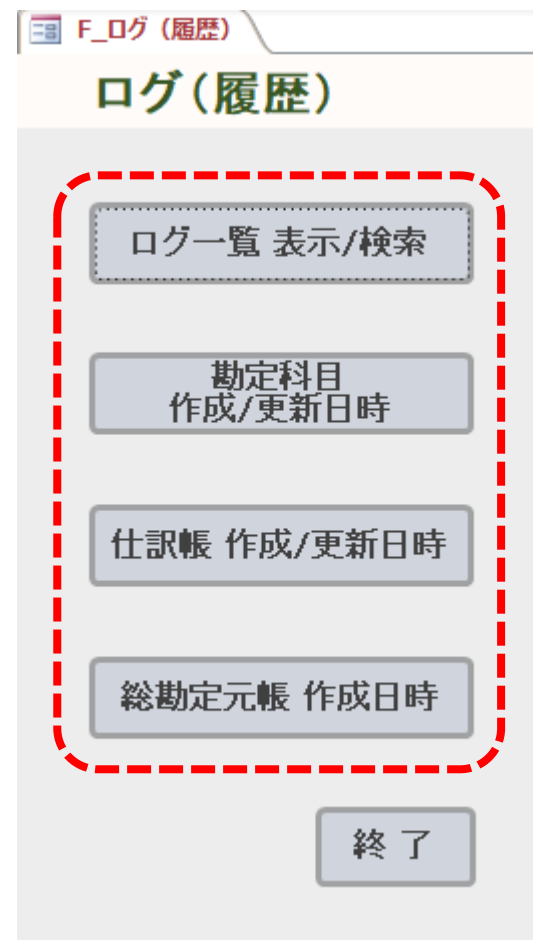 F_ログ（履歴）
ログ（履歴）
ログ一覧 表示/検索
勘定科目
作成/更新日時
仕訳帳 作成/更新日時
総勘定元帳 作成日時
終 了